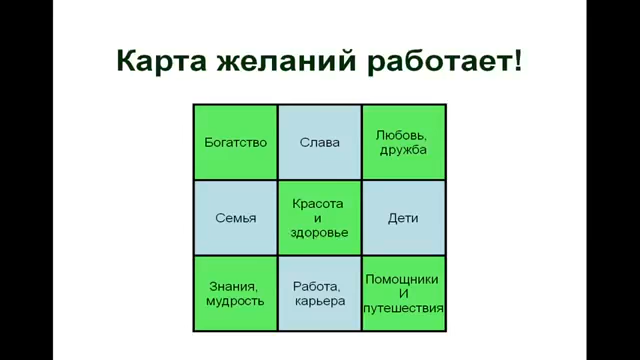 Карта желаний работает!
Богатство
Слава
Любовь,
дружба
Семья
Красота
и
здоровье
Дети
Знания,
мудрость
Работа,
карьера
Помощники
И
путешествия